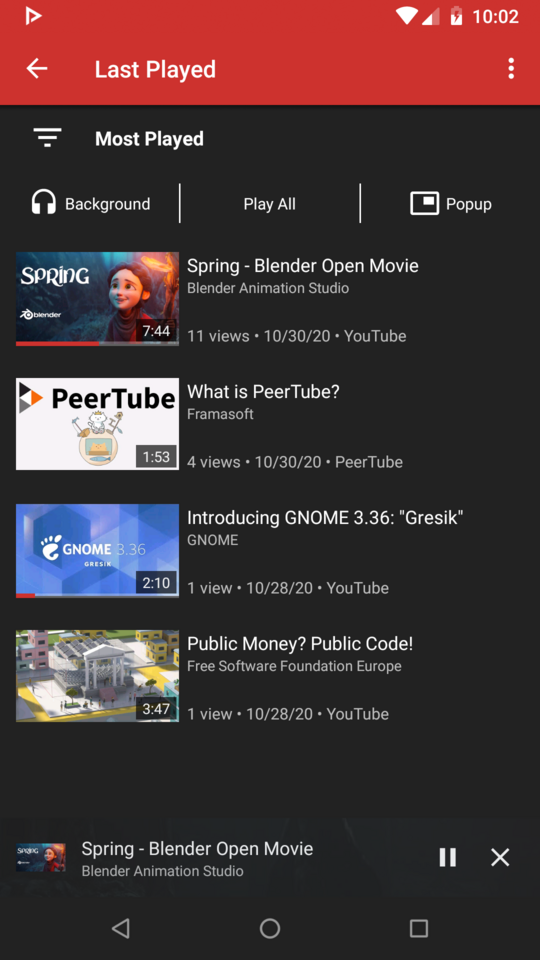 10:02
Last Played
Most Played
Background
Play All
Popup
SPRING
blender
7:44
Spring - Blender Open Movie
Blender Animation Studio
11 views • 10/30/20 • YouTube
PeerTube
1:53
What is PeerTube?
Framasoft
4 views • 10/30/20 • PeerTube
GNOME 3.36
GRESIK
2:10
Introducing GNOME 3.36: "Gresik"
GNOME
1 view • 10/28/20 • YouTube
3:47
Public Money? Public Code!
Free Software Foundation Europe
1 view • 10/28/20 • YouTube
SPRING
Spring - Blender Open Movie
Blender Animation Studio